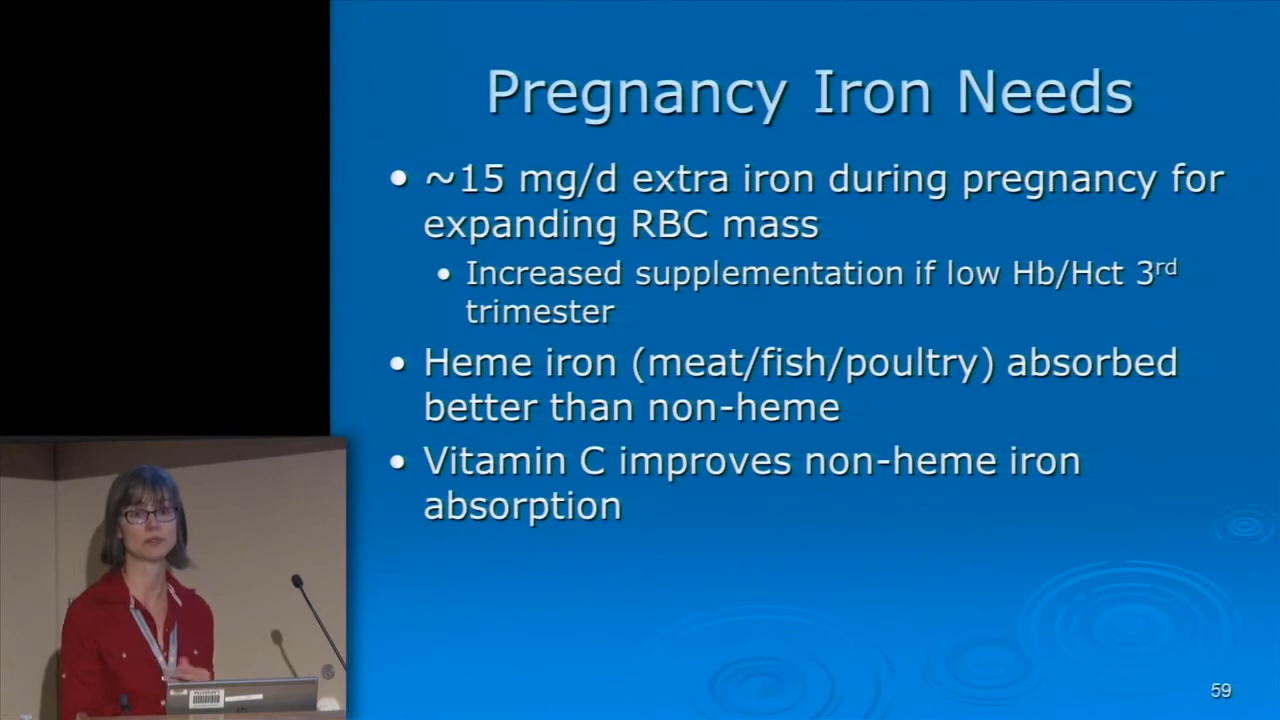 Pregnancy Iron Needs
• ~15 mg/d extra iron during pregnancy for
expanding RBC mass
• Increased supplementation if low Hb/Hct 3rd
trimester
• Heme iron (meat/fish/poultry) absorbed
better than non-heme
• Vitamin C improves non-heme iron
absorption
59